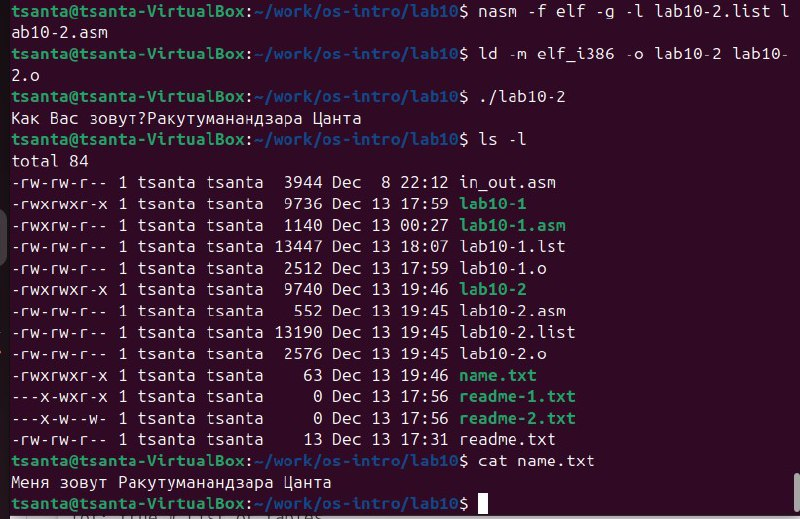 tsanta@tsanta-VirtualBox:~/work/os-intro/lab10$ nasm -f elf -g -l lab10-2.list l
ab10-2.asm
tsanta@tsanta-VirtualBox:~/work/os-intro/lab10$ ld -m elf_i386 -o lab10-2 lab10-
2.o
tsanta@tsanta-VirtualBox:~/work/os-intro/lab10$ ./lab10-2
Как Вас зовут?Ракутуманандзара Цанта
tsanta@tsanta-VirtualBox:~/work/os-intro/lab10$ ls -l
total 84
-rw-rw-r-- 1 tsanta tsanta  3944 Dec  8 22:12 in_out.asm
-rwxrwxr-x 1 tsanta tsanta  9736 Dec 13 17:59 lab10-1
-rwxrw-r-- 1 tsanta tsanta  1140 Dec 13 00:27 lab10-1.asm
-rw-rw-r-- 1 tsanta tsanta 13447 Dec 13 18:07 lab10-1.lst
-rw-rw-r-- 1 tsanta tsanta  2512 Dec 13 17:59 lab10-1.o
-rwxrwxr-x 1 tsanta tsanta  9740 Dec 13 19:46 lab10-2
-rw-rw-r-- 1 tsanta tsanta   552 Dec 13 19:45 lab10-2.asm
-rw-rw-r-- 1 tsanta tsanta 13190 Dec 13 19:45 lab10-2.list
-rw-rw-r-- 1 tsanta tsanta  2576 Dec 13 19:45 lab10-2.o
-rwxrwxr-x 1 tsanta tsanta    63 Dec 13 19:46 name.txt
---x-wxr-x 1 tsanta tsanta     0 Dec 13 17:56 readme-1.txt
---x-w--w- 1 tsanta tsanta     0 Dec 13 17:56 readme-2.txt
-rw-rw-r-- 1 tsanta tsanta    13 Dec 13 17:31 readme.txt
tsanta@tsanta-VirtualBox:~/work/os-intro/lab10$ cat name.txt
Меня зовут Ракутуманандзара Цанта
tsanta@tsanta-VirtualBox:~/work/os-intro/lab10$